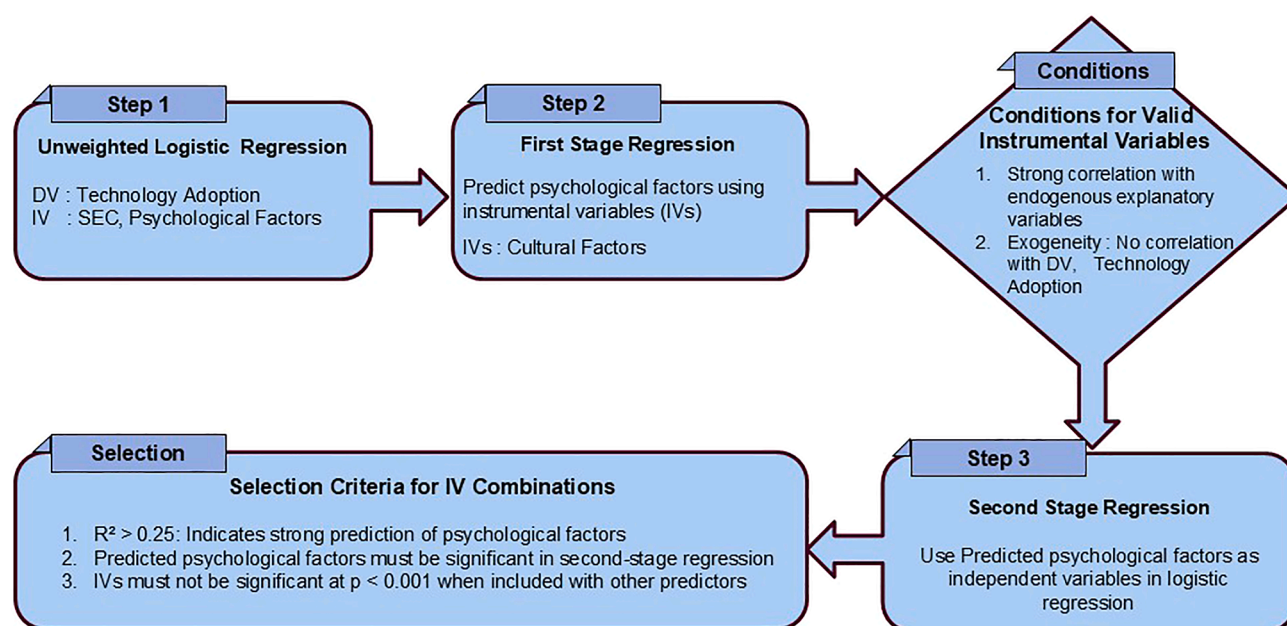 Step 1
Unweighted Logistic Regression
DV : Technology Adoption
IV : SEC, Psychological Factors
Step 2
First Stage Regression
Predict psychological factors using
instrumental variables (IVs)
IVs : Cultural Factors
Conditions
Conditions for Valid
Instrumental Variables
1. Strong correlation with
endogenous explanatory
variables
2. Exogeneity : No correlation
with DV, Technology
Adoption
Step 3
Second Stage Regression
Use Predicted psychological factors as
independent variables in logistic
regression
Selection
Selection Criteria for IV Combinations
1. R² > 0.25: Indicates strong prediction of psychological factors
2. Predicted psychological factors must be significant in second-stage regression
3. IVs must not be significant at p < 0.001 when included with other predictors